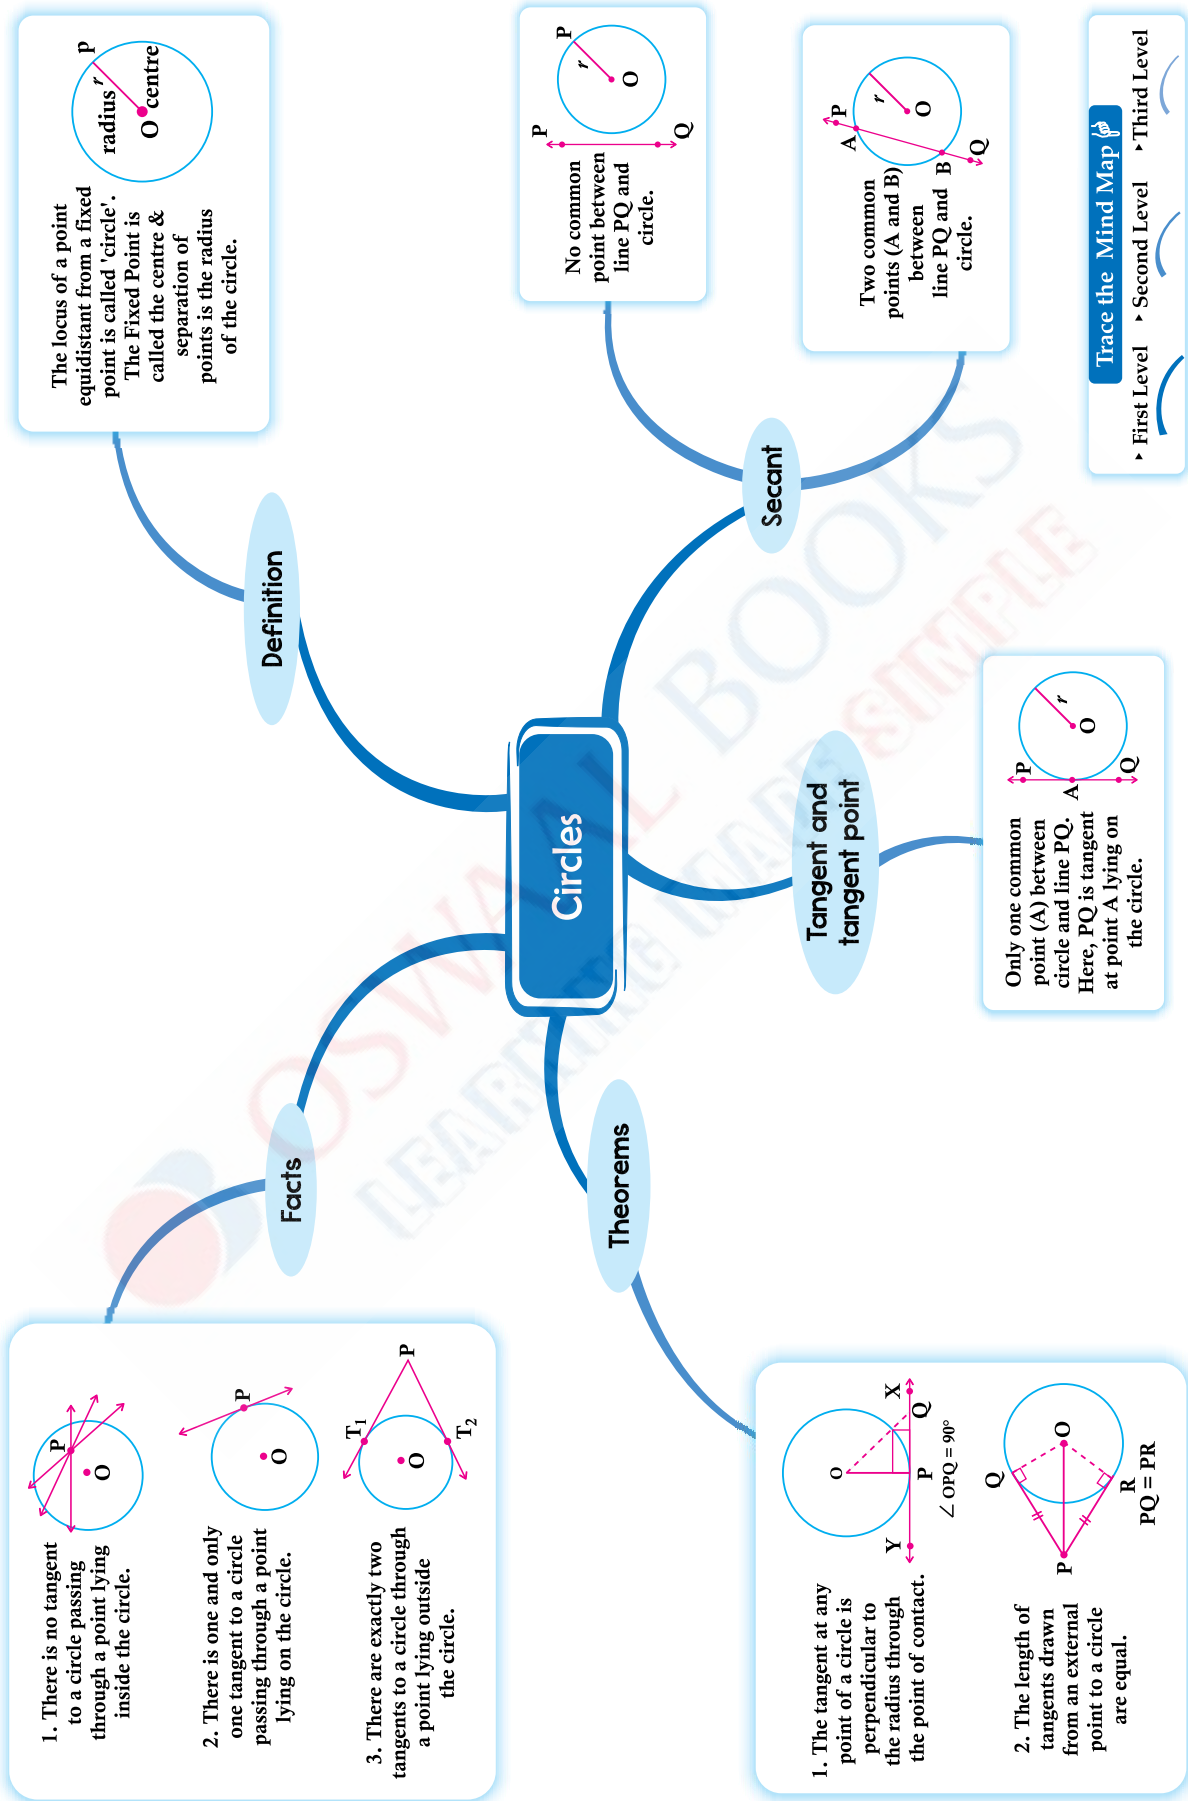 Circles
Definition
The locus of a point
equidistant from a fixed
point is called 'circle'.
The Fixed Point is
called the centre &
separation of
points is the radius
of the circle.
radius
r
P
O
centre
Secant
No common
point between
line PQ and
circle.
P
Q
r
P
O
Two common
points (A and B)
between
line PQ and
circle.
A
P
r
O
B
Q
Tangent and
tangent point
Only one common
point (A) between
circle and line PQ.
Here, PQ is tangent
at point A lying on
the circle.
P
A
Q
r
O
Theorems
1. The tangent at any
point of a circle is
perpendicular to
the radius through
the point of contact.
O
Y
P
Q
X
∠ OPQ = 90°
2. The length of
tangents drawn
from an external
point to a circle
are equal.
Q
P
O
R
PQ = PR
Facts
1. There is no tangent
to a circle passing
through a point lying
inside the circle.
P
O
2. There is one and only
one tangent to a circle
passing through a point
lying on the circle.
P
O
3. There are exactly two
tangents to a circle through
a point lying outside
the circle.
T1
P
O
T2
Trace the Mind Map
First Level
Second Level
Third Level
OSWAAL BOOKS
LEARNING MADE SIMPLE